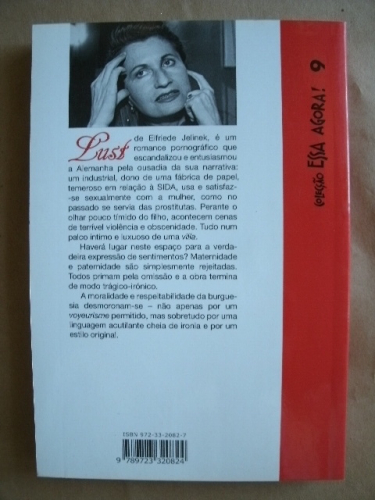 Lust
de Elfriede Jelinek, é um
romance pornográfico que
escandalizou e entusiasmou
a Alemanha pela ousadia da sua narrativa:
um industrial, dono de uma fábrica de papel,
temeroso em relação à SIDA, usa e satisfaz-
-se sexualmente com a mulher, como no
passado se servia das prostitutas. Perante o
olhar pouco tímido do filho, acontecem cenas
de terrível violência e obscenidade. Tudo num
palco íntimo e luxuoso de uma villa.
Haverá lugar neste espaço para a verda-
deira expressão de sentimentos? Maternidade
e paternidade são simplesmente rejeitadas.
Todos primam pela omissão e a obra termina
de modo trágico-irónico.
A moralidade e respeitabilidade da burgue-
sia desmoronam-se – não apenas por um
voyeurisme permitido, mas sobretudo por uma
linguagem acutilante cheia de ironia e por um
estilo original.
ISBN 972-33-2082-7
9 789723 320824
colecção ESSA AGORA! 9